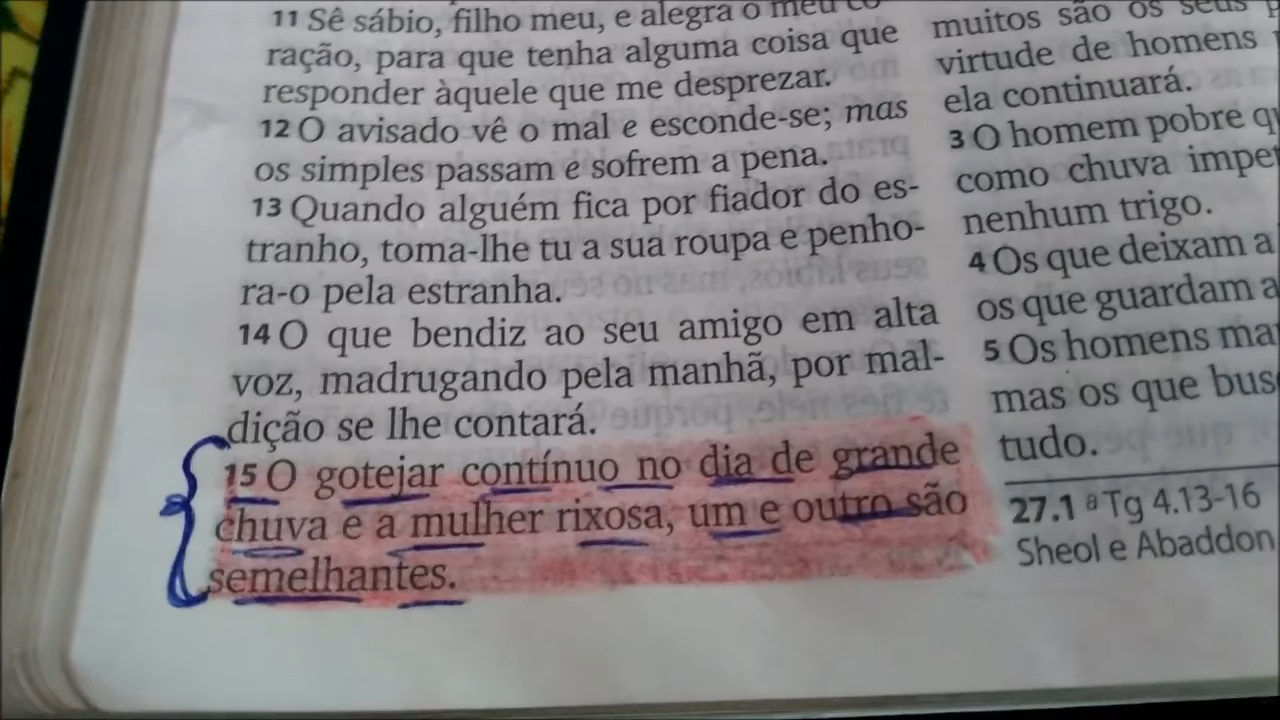 11 Sê sábio, filho meu, e alegra o meu co-
ração, para que tenha alguma coisa que
responder àquele que me desprezar.
12 O avisado vê o mal e esconde-se; mas
os simples passam e sofrem a pena.
13 Quando alguém fica por fiador do es-
tranho, toma-lhe tu a sua roupa e penho-
ra-o pela estranha.
14 O que bendiz ao seu amigo em alta
voz, madrugando pela manhã, por mal-
dição se lhe contará.
15 O gotejar contínuo no dia de grande
chuva e a mulher rixosa, um e outro são
semelhantes.
muitos são os seus
virtude de homens
ela continuará.
3 O homem pobre
como chuva
nenhum trigo.
4 Os que deixam a
os que guardam a
5 Os homens
mas os que
tudo.
27.1 ª Tg 4.13-16
Sheol e Abaddon